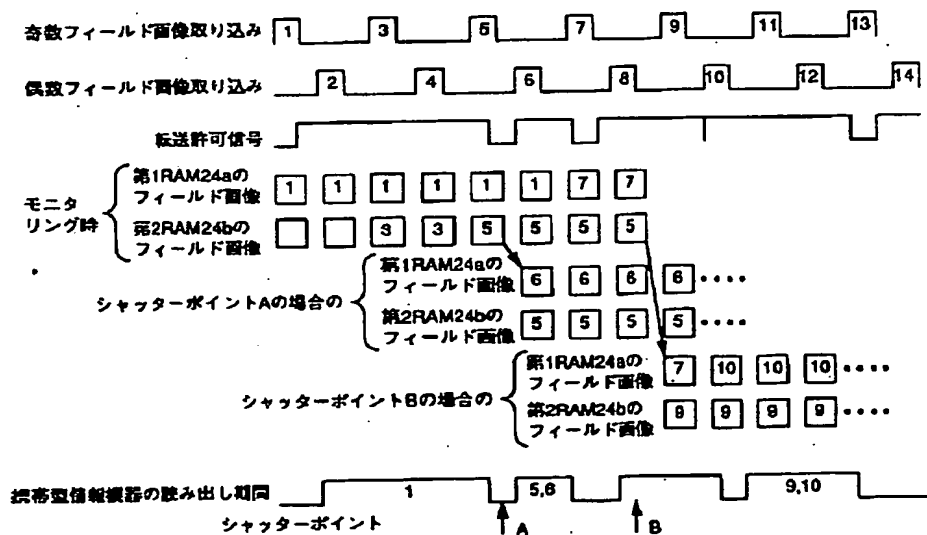 奇数フィールド画像取り込み 1 3 5 7 9 11 13
偶数フィールド画像取り込み 2 4 6 8 10 12 14
転送許可信号
モニタ
リング時
第1RAM24aの
フィールド画像 1 1 1 1 1 1 7 7
第2RAM24bの
フィールド画像 3 3 5 5 5 5
シャッターポイントAの場合の
第1RAM24aの
フィールド画像 6 6 6 6 ····
第2RAM24bの
フィールド画像 5 5 5 5 ····
シャッターポイントBの場合の
第1RAM24aの
フィールド画像 7 10 10 10 ····
第2RAM24bの
フィールド画像 9 9 9 9 ····
携帯型情報機器の読み出し期間 1 5,6 9,10
シャッターポイント A B